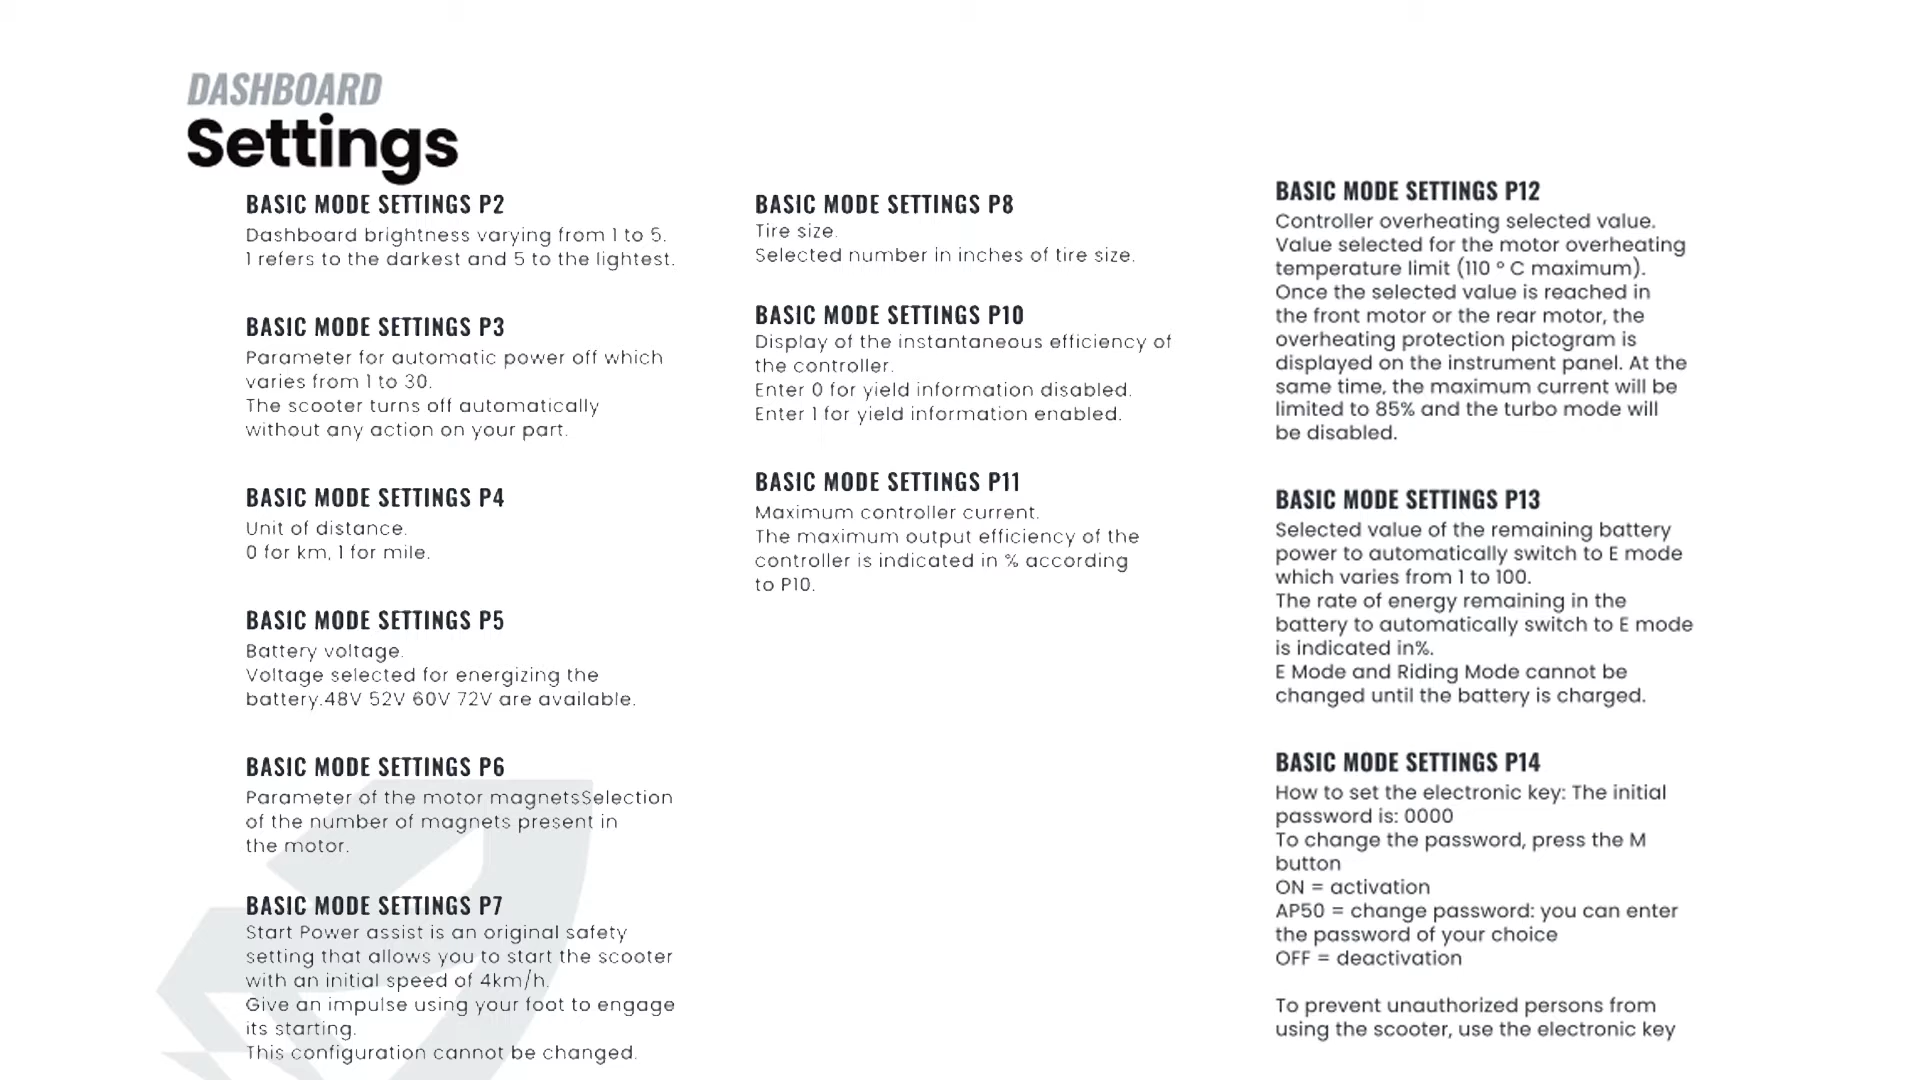 DASHBOARD
Settings
BASIC MODE SETTINGS P2
Dashboard brightness varying from 1 to 5.
1 refers to the darkest and 5 to the lightest.
BASIC MODE SETTINGS P3
Parameter for automatic power off which
varies from 1 to 30.
The scooter turns off automatically
without any action on your part.
BASIC MODE SETTINGS P4
Unit of distance.
0 for km, 1 for mile.
BASIC MODE SETTINGS P5
Battery voltage.
Voltage selected for energizing the
battery.48V 52V 60V 72V are available.
BASIC MODE SETTINGS P6
Parameter of the motor magnetsSelection
of the number of magnets present in
the motor.
BASIC MODE SETTINGS P7
Start Power assist is an original safety
setting that allows you to start the scooter
with an initial speed of 4km/h.
Give an impulse using your foot to engage
its starting.
This configuration cannot be changed.
BASIC MODE SETTINGS P8
Tire size.
Selected number in inches of tire size.
BASIC MODE SETTINGS P10
Display of the instantaneous efficiency of
the controller.
Enter 0 for yield information disabled.
Enter 1 for yield information enabled.
BASIC MODE SETTINGS P11
Maximum controller current.
The maximum output efficiency of the
controller is indicated in % according
to P10.
BASIC MODE SETTINGS P12
Controller overheating selected value.
Value selected for the motor overheating
temperature limit (110 ° C maximum).
Once the selected value is reached in
the front motor or the rear motor, the
overheating protection pictogram is
displayed on the instrument panel. At the
same time, the maximum current will be
limited to 85% and the turbo mode will
be disabled.
BASIC MODE SETTINGS P13
Selected value of the remaining battery
power to automatically switch to E mode
which varies from 1 to 100.
The rate of energy remaining in the
battery to automatically switch to E mode
is indicated in%.
E Mode and Riding Mode cannot be
changed until the battery is charged.
BASIC MODE SETTINGS P14
How to set the electronic key: The initial
password is: 0000
To change the password, press the M
button
ON = activation
AP50 = change password: you can enter
the password of your choice
OFF = deactivation
To prevent unauthorized persons from
using the scooter, use the electronic key